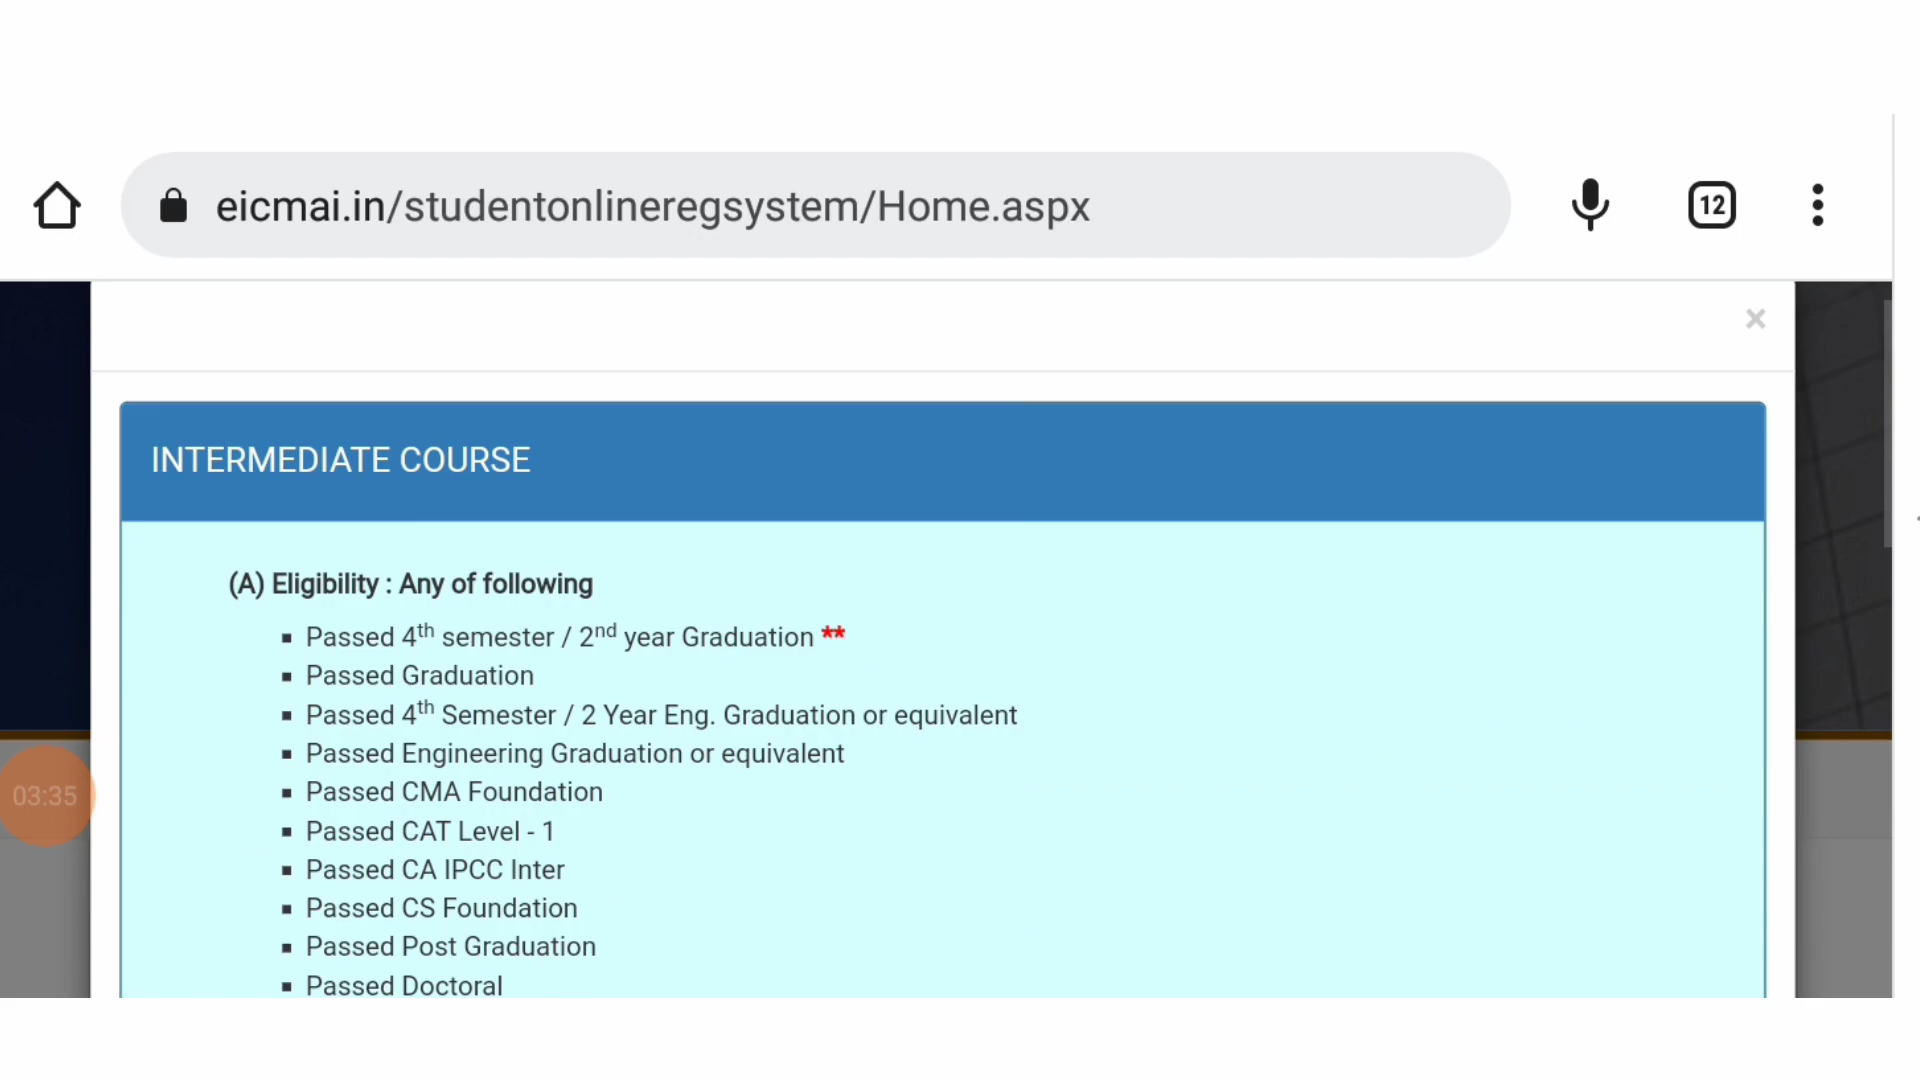 eicmai.in/studentonlineregsystem/Home.aspx
12
×
INTERMEDIATE COURSE
(A) Eligibility : Any of following
▪ Passed 4th semester / 2nd year Graduation **
▪ Passed Graduation
▪ Passed 4th Semester / 2 Year Eng. Graduation or equivalent
▪ Passed Engineering Graduation or equivalent
▪ Passed CMA Foundation
03:35
▪ Passed CAT Level - 1
▪ Passed CA IPCC Inter
▪ Passed CS Foundation
▪ Passed Post Graduation
▪ Passed Doctoral